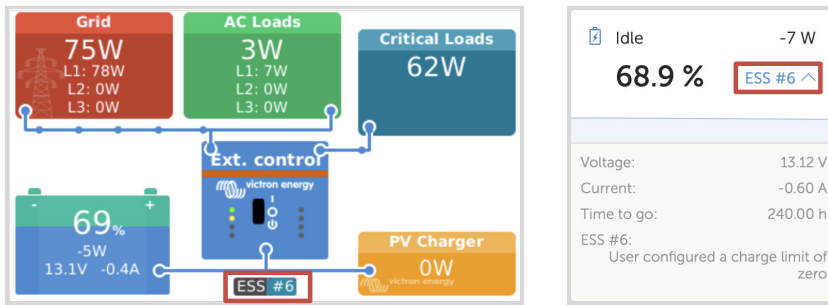 Grid
75W
L1: 78W
L2: 0W
L3: 0W
AC Loads
3W
L1: 7W
L2: 0W
L3: 0W
Critical Loads
62W
Ext. control
victron energy
I
O
- +
69%
-5W
13.1V -0.4A
ESS #6
PV Charger
0W
victron energy
Idle -7 W
68.9 % ESS #6
Voltage: 13.12 V
Current: -0.60 A
Time to go: 240.00 h
ESS #6:
User configured a charge limit of
zero